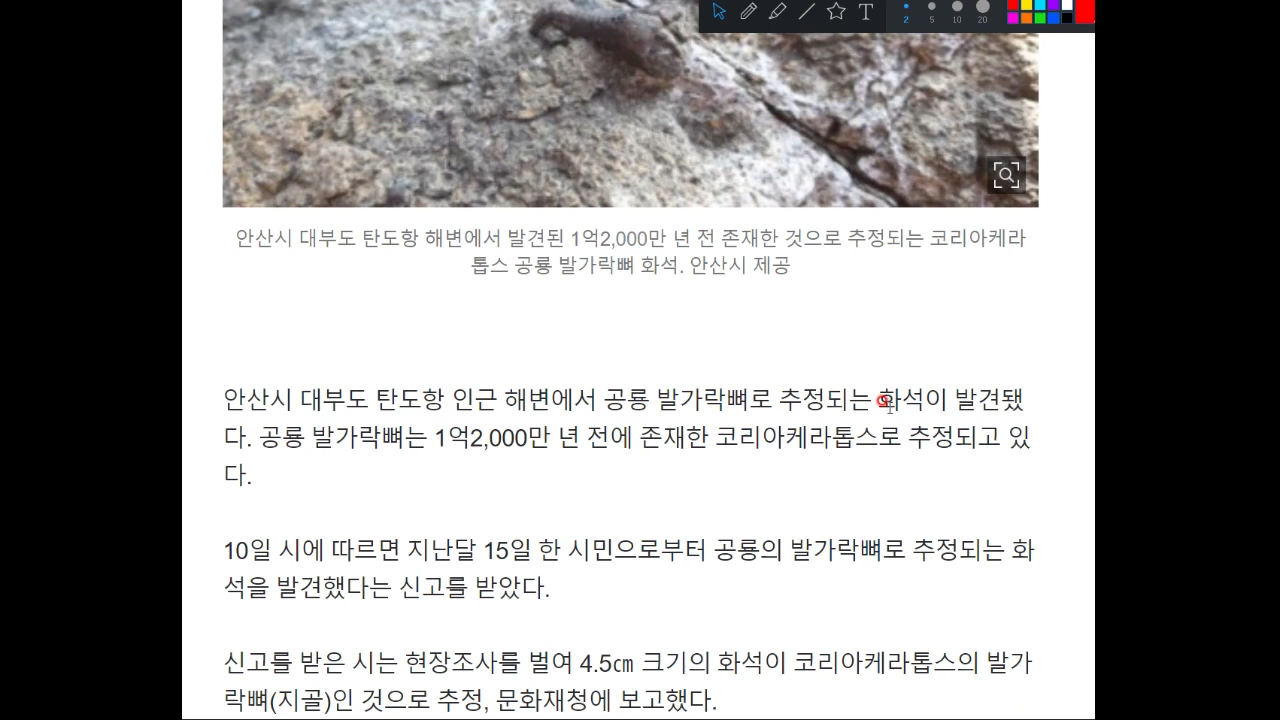 2 5 10 20
안산시 대부도 탄도항 해변에서 발견된 1억2,000만 년 전 존재한 것으로 추정되는 코리아케라
톱스 공룡 발가락뼈 화석. 안산시 제공
안산시 대부도 탄도항 인근 해변에서 공룡 발가락뼈로 추정되는 화석이 발견됐
다. 공룡 발가락뼈는 1억2,000만 년 전에 존재한 코리아케라톱스로 추정되고 있
다.
10일 시에 따르면 지난달 15일 한 시민으로부터 공룡의 발가락뼈로 추정되는 화
석을 발견했다는 신고를 받았다.
신고를 받은 시는 현장조사를 벌여 4.5㎝ 크기의 화석이 코리아케라톱스의 발가
락뼈(지골)인 것으로 추정, 문화재청에 보고했다.